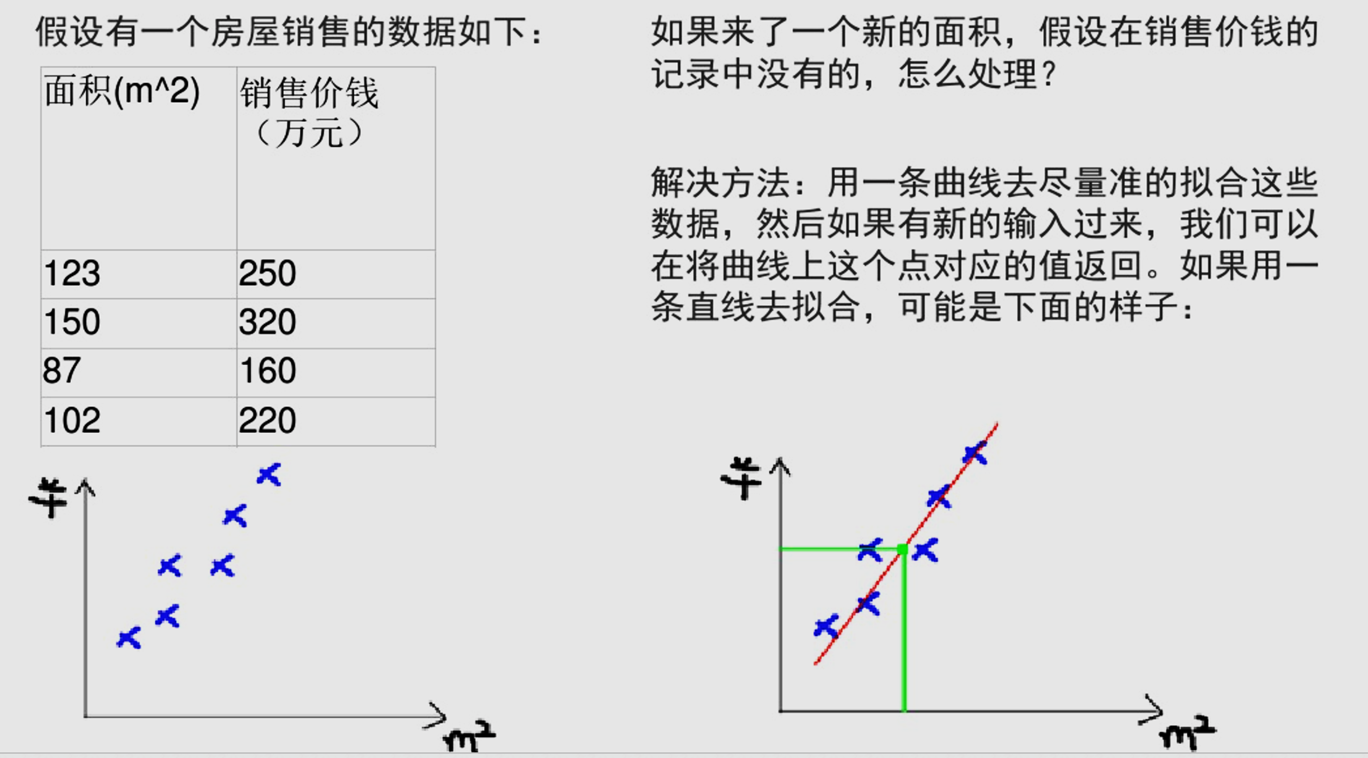 假设有一个房屋销售的数据如下：
面积(m^2) 销售价钱
（万元）
123 250
150 320
87 160
102 220
m²
如果来了一个新的面积，假设在销售价钱的
记录中没有的，怎么处理？
解决方法：用一条曲线去尽量准的拟合这些
数据，然后如果有新的输入过来，我们可以
在将曲线上这个点对应的值返回。如果用一
条直线去拟合，可能是下面的样子：
m²